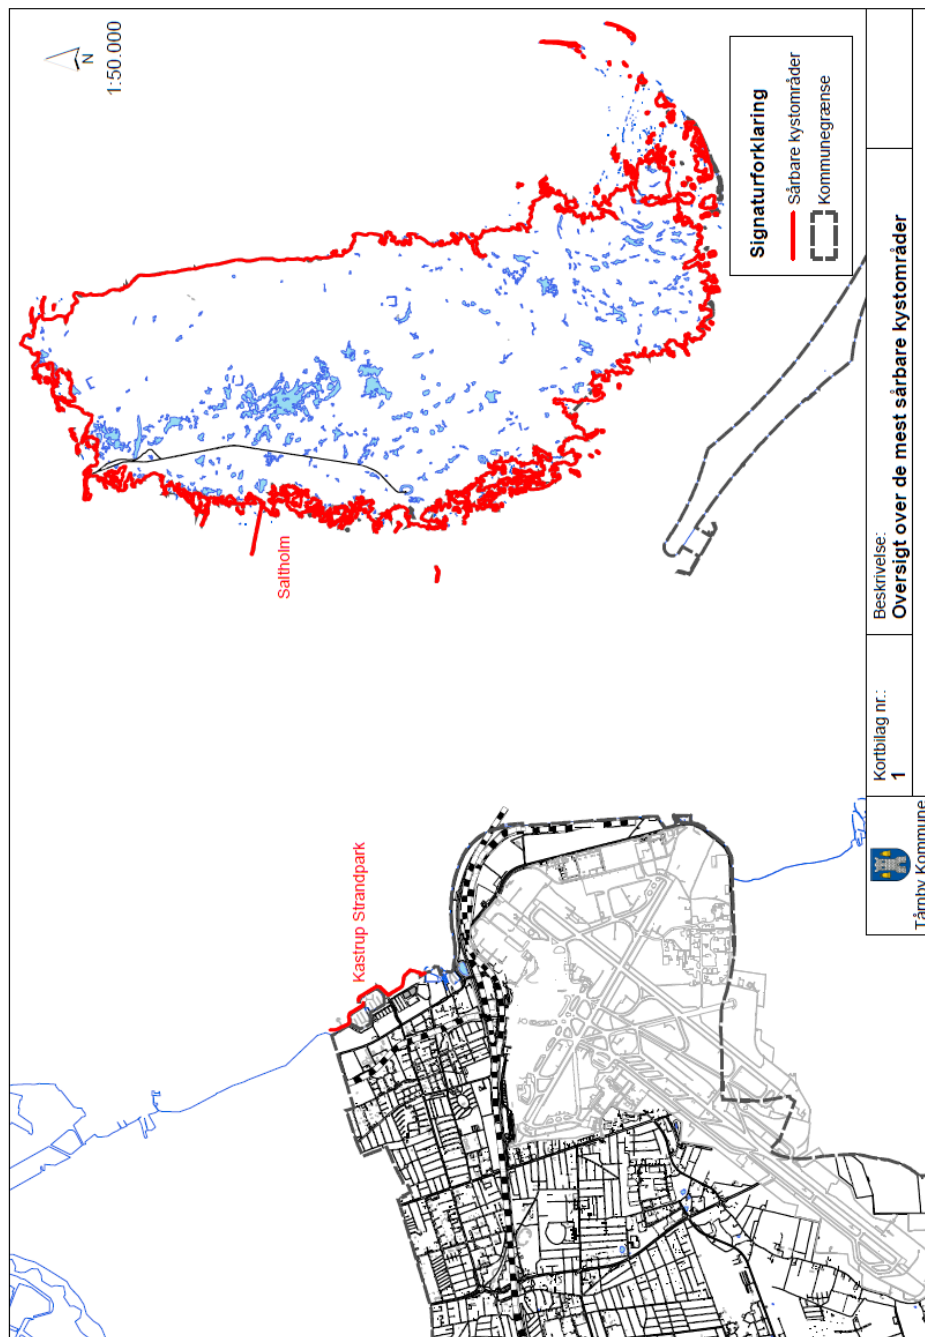 N
1:50.000
Saltholm
Kastrup Strandpark
Signaturforklaring
Sårbare kystområder
Kommunegrænse
Tårnby Kommune
Kortbilag nr.:
1
Beskrivelse:
Oversigt over de mest sårbare kystområder